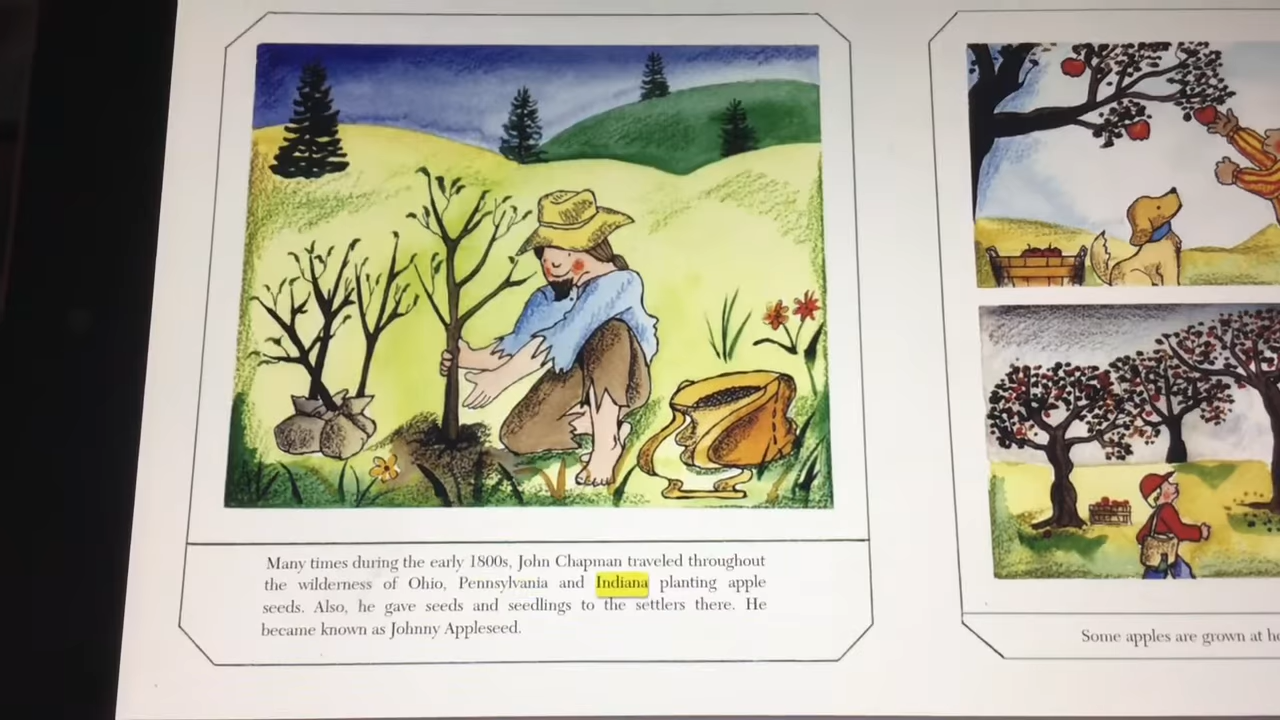 Many times during the early 1800s, John Chapman traveled throughout
the wilderness of Ohio, Pennsylvania and Indiana planting apple
seeds. Also, he gave seeds and seedlings to the settlers there. He
became known as Johnny Appleseed.
Some apples are grown at